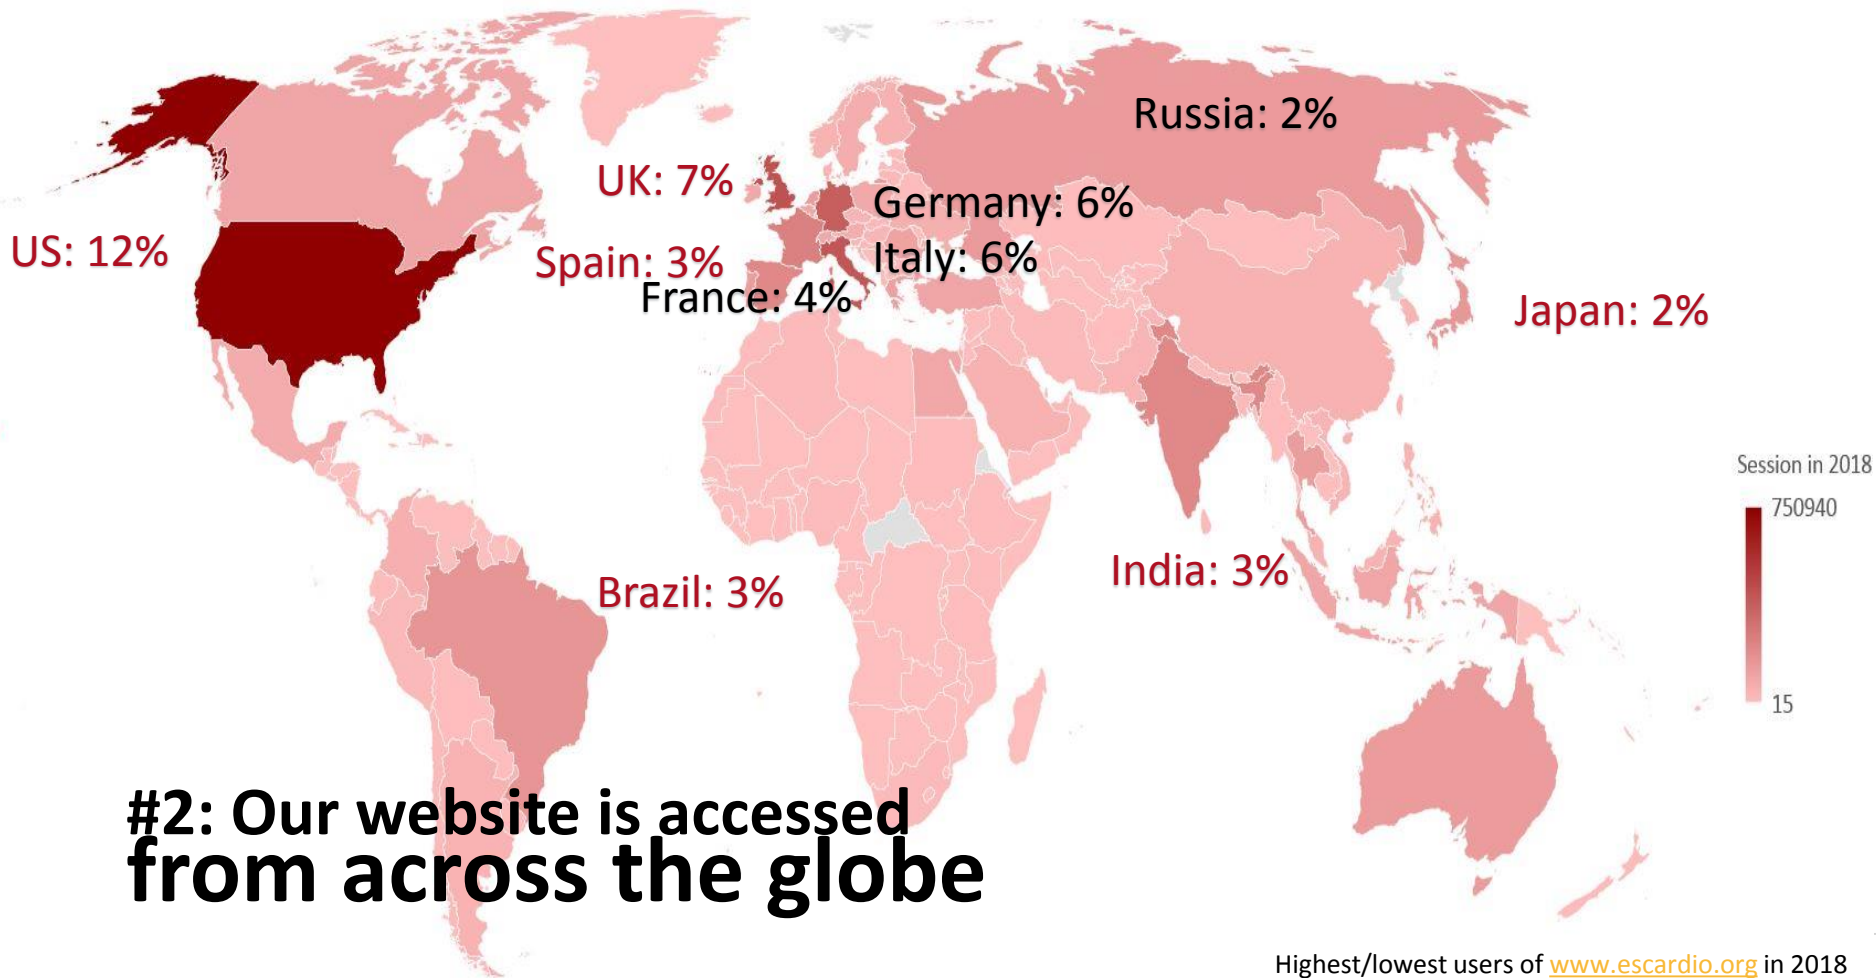 Russia: 2%
UK: 7%
Germany: 6%
US: 12%
Spain: 3%
Italy: 6%
France: 4%
Japan: 2%
Session in 2018
750940
India: 3%
Brazil: 3%
15
#2: Our website is accessed
from across the globe
Highest/lowest users of www.escardio.org in 2018